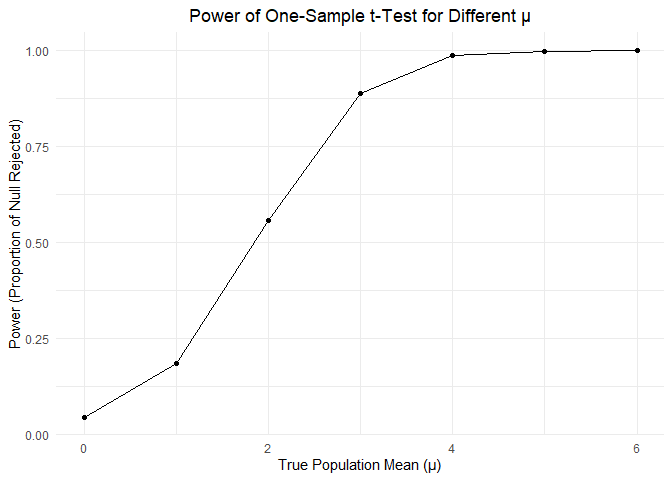 Power of One-Sample t-Test for Different μ
1.00
0.75
0.50
0.25
0.00
Power (Proportion of Null Rejected)
0 2 4 6
True Population Mean (μ)